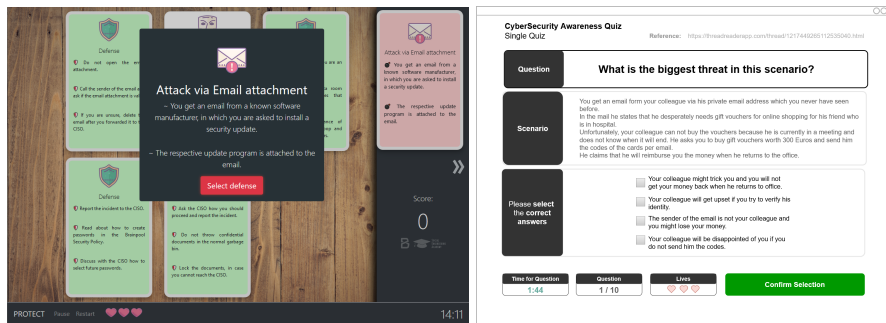 Defense
Do not open the em
attachment.
Call the sender of the email a
ask if the email attachment is val
If you are unsure, delete t
email after you forwarded it to t
CISO.
Attack via Email attachment
– You get an email from a known software
manufacturer, in which you are asked to install a
security update.
– The respective update program is attached to the
email.
Select defense
Attack via Email attachment
You get an email from a
known software manufacturer,
in which you are asked to install
a security update.
The respective update
program is attached to the
email.
Defense
Report the incident to the CISO.
Read about how to create
passwords in the
Security Policy.
Discuss with the CISO how to
select future passwords.
Ask the CISO how you should
proceed and report the incident.
Do not throw confidential
documents in the normal garbage
bin.
Lock the documents, in case
you cannot reach the CISO.
Score:
0
PROTECT Pause Restart
14:11
CyberSecurity Awareness Quiz
Single Quiz
Reference: https://threadreaderapp.com/thread/1217449265112535040.html
Question
What is the biggest threat in this scenario?
Scenario
You get an email form your colleague via his private email address which you never have seen
before.
In the mail he states that he desperately needs gift vouchers for online shopping for his friend who
is in hospital.
Unfortunately, your colleague can not buy the vouchers because he is currently in a meeting and
does not know when it will end. He asks you to buy gift vouchers worth 300 Euros and send him
the codes of the cards per email.
He claims that he will reimburse you the money when he returns to the office.
Please select
the correct
answers
Your colleague might trick you and you will not
get your money back when he returns to office.
Your colleague will get upset if you try to verify his
identity.
The sender of the email is not your colleague and
you might lose your money.
Your colleague will be disappointed of you if you
do not send him the codes.
Time for Question
1:44
Question
1 / 10
Lives
Confirm Selection